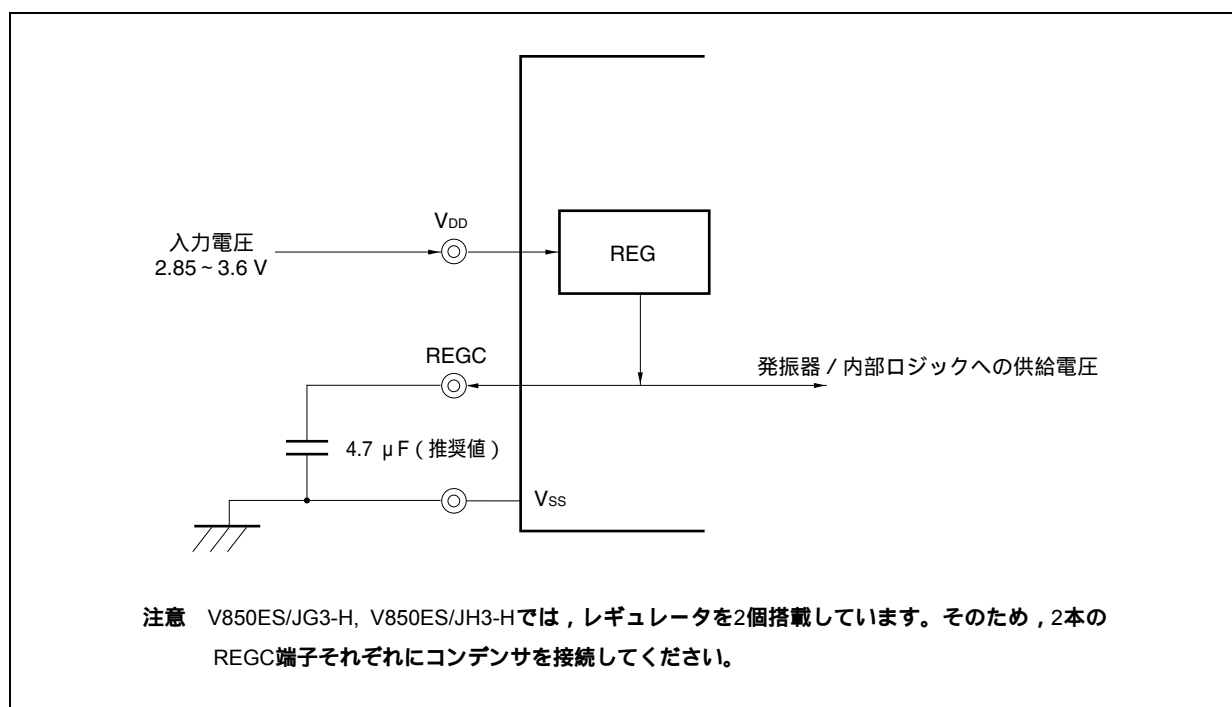 VDD
入力電圧
2.85 ~ 3.6 V
REG
REGC
発振器 / 内部ロジックへの供給電圧
4.7 μF ( 推奨値 )
VSS
注意 V850ES/JG3-H, V850ES/JH3-Hでは，レギュレータを2個搭載しています。そのため，2本の
REGC端子それぞれにコンデンサを接続してください。